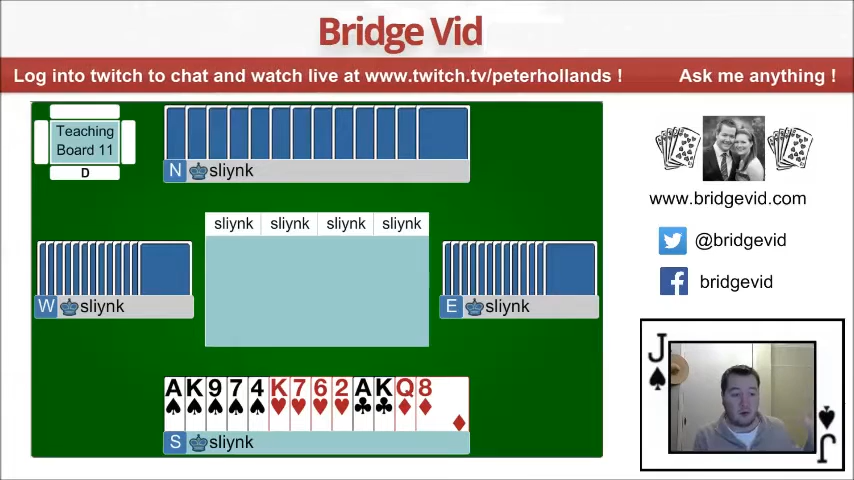 Bridge Vid
Log into twitch to chat and watch live at www.twitch.tv/peterhollands ! Ask me anything !
Teaching
Board 11
D
N sliynk
sliynk sliynk sliynk sliynk
W sliynk
E sliynk
A K 9 7 4 K 7 6 2 A K Q 8
S sliynk
www.bridgevid.com
@bridgevid
bridgevid
J
J